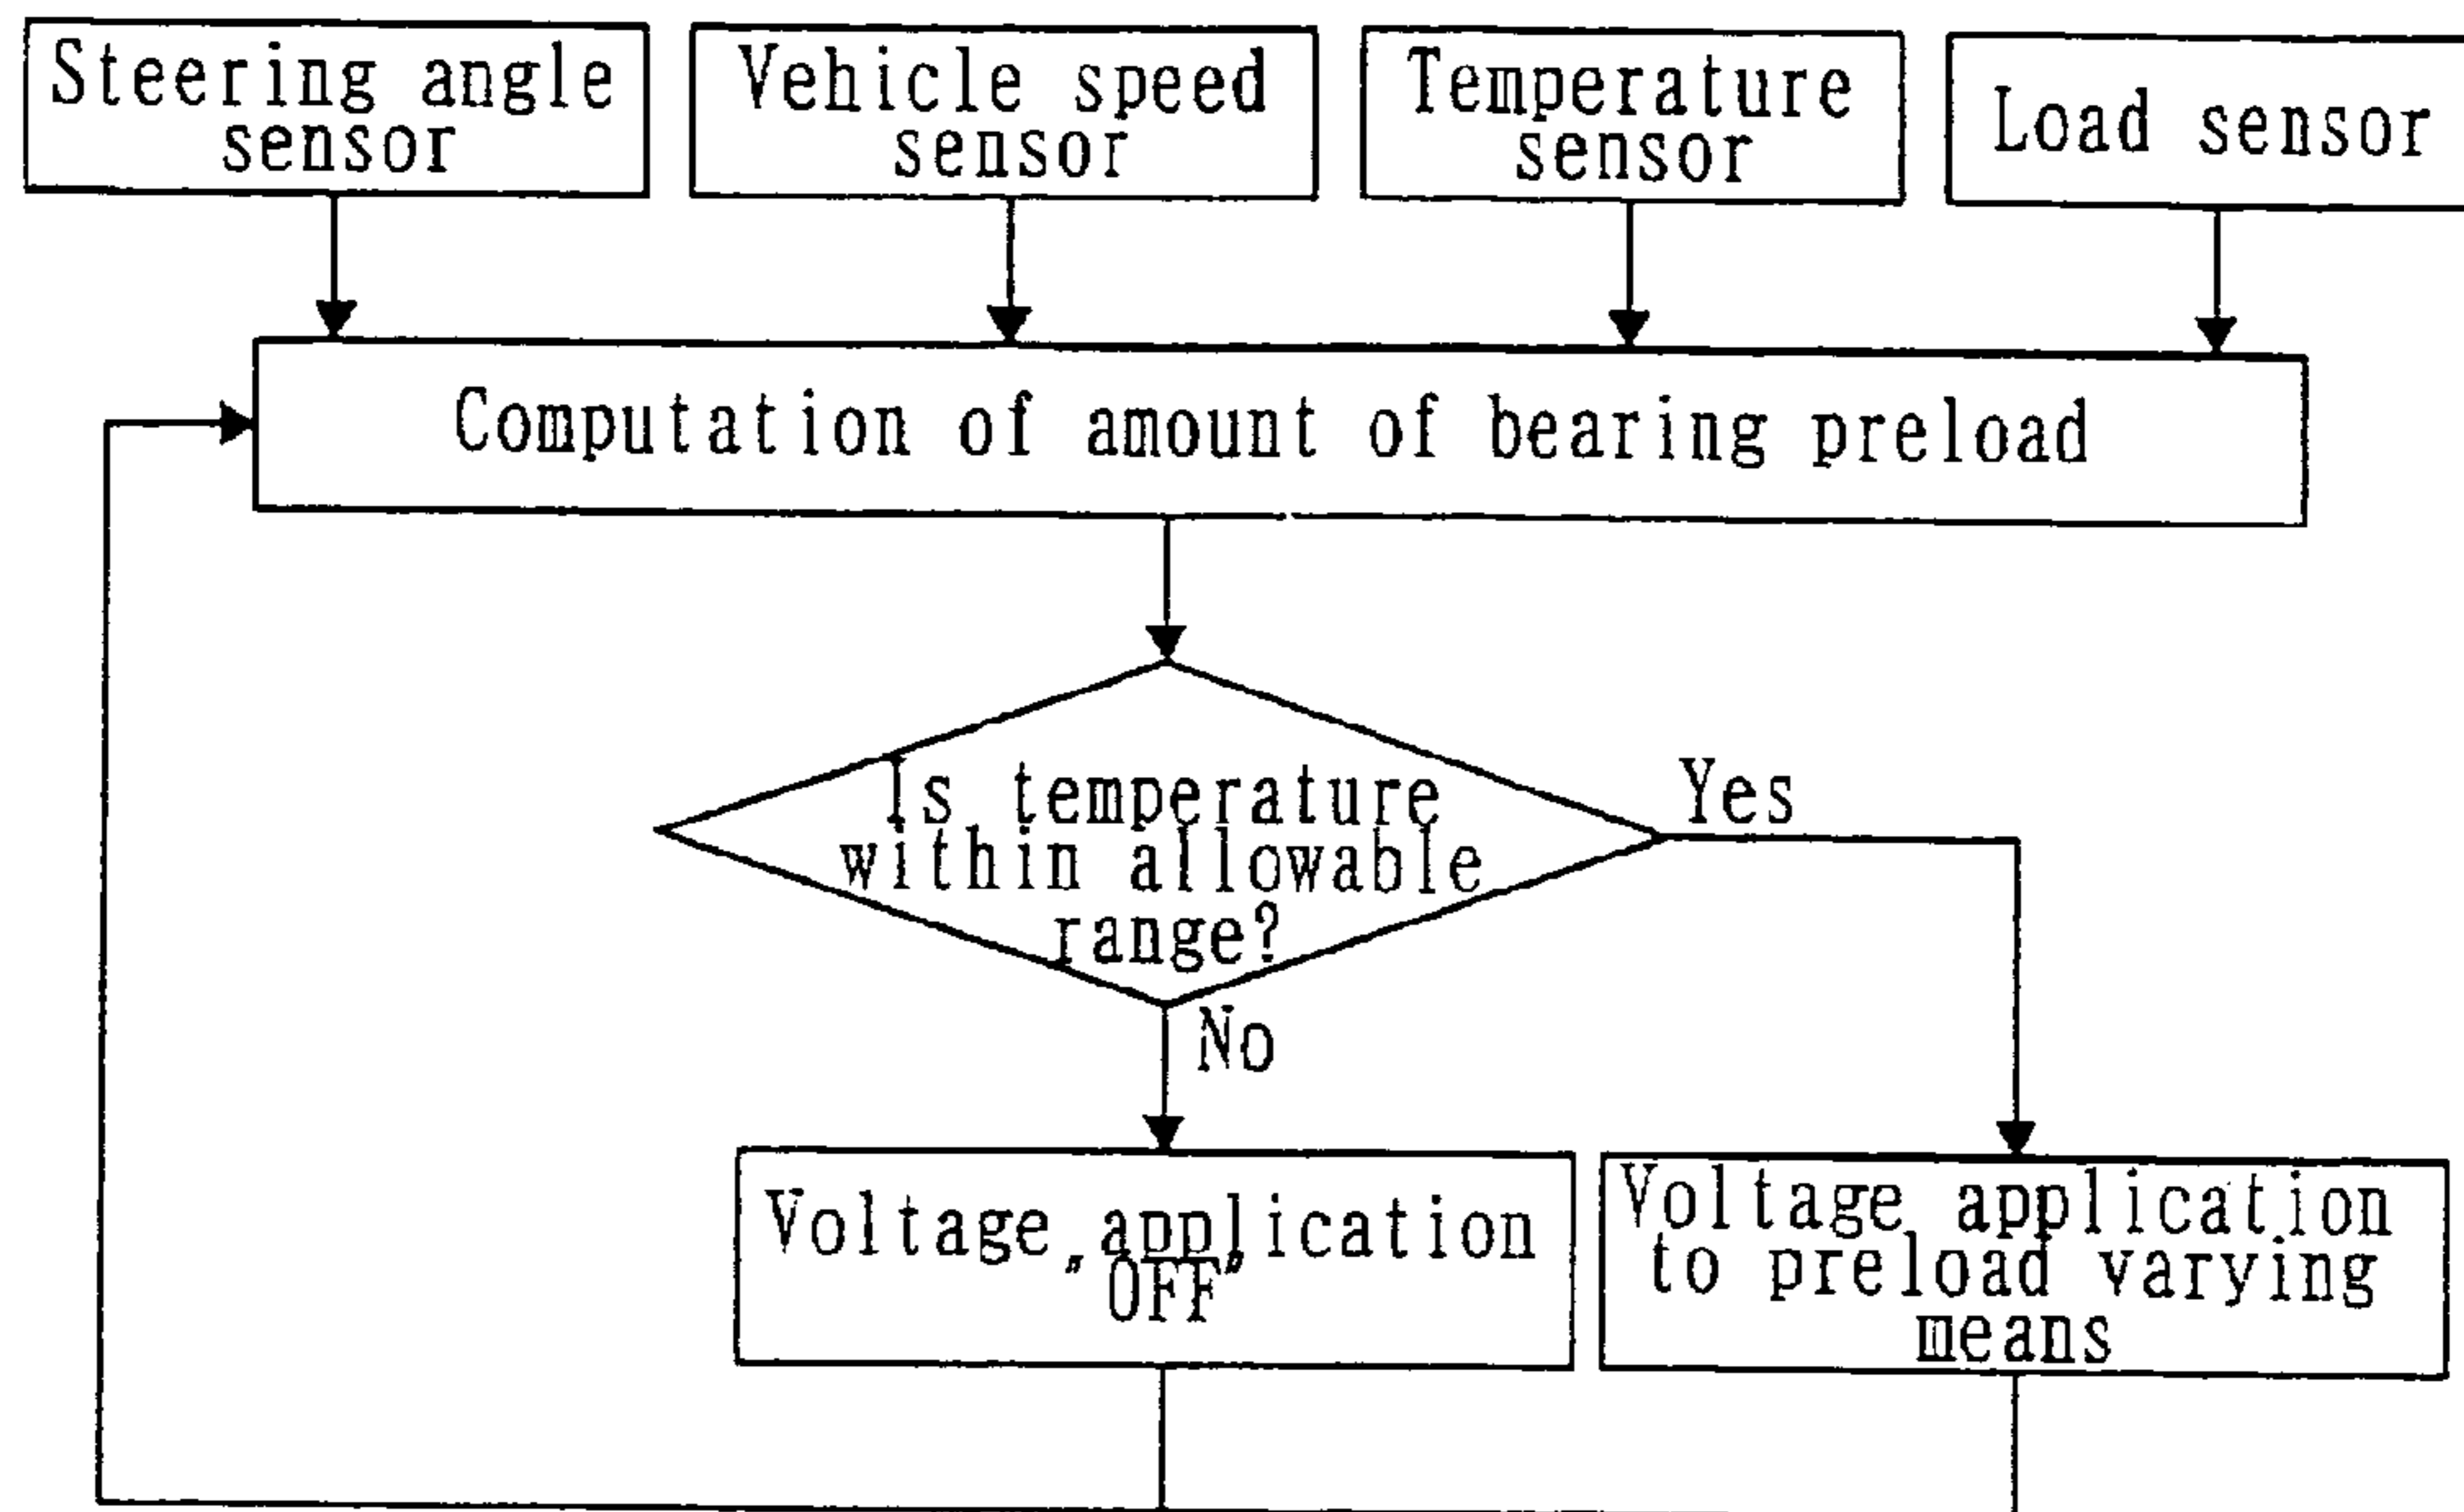 Steering angle
sensor
Vehicle speed
sensor
Temperature
sensor
Load sensor
Computation of amount of bearing preload
Is temperature
within allowable
range?
Yes
No
Voltage application
"OFF"
Voltage application
to preload varying
means